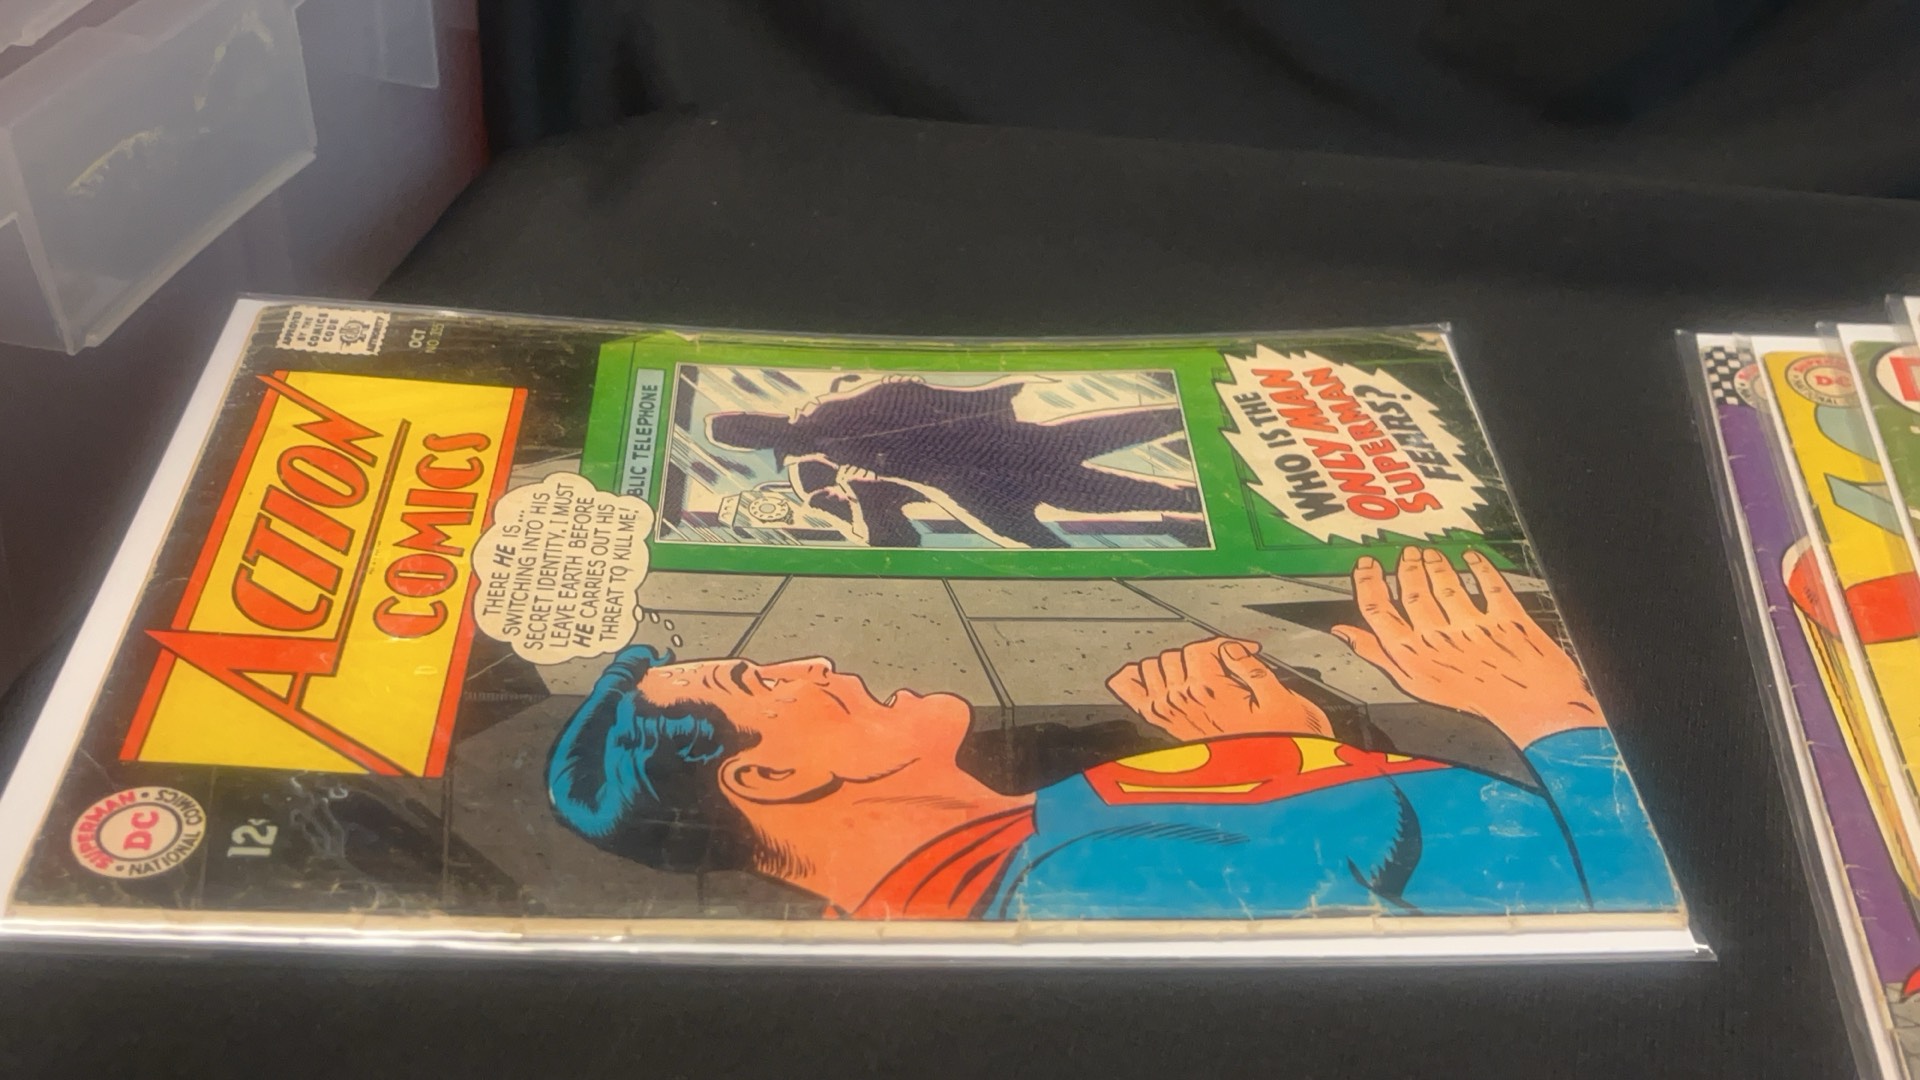 APPROVED
BY THE
COMICS
CODE
AUTHORITY
OCT.
NO. 355
ACTION
COMICS
SUPERMAN
DC
NATIONAL COMICS
12¢
BLIC TELEPHONE
THERE HE IS...
SWITCHING INTO HIS
SECRET IDENTITY. I MUST
LEAVE EARTH BEFORE
HE CARRIES OUT HIS
THREAT TO KILL ME!
WHO IS THE
ONLY MAN
SUPERMAN
FEARS?
DC